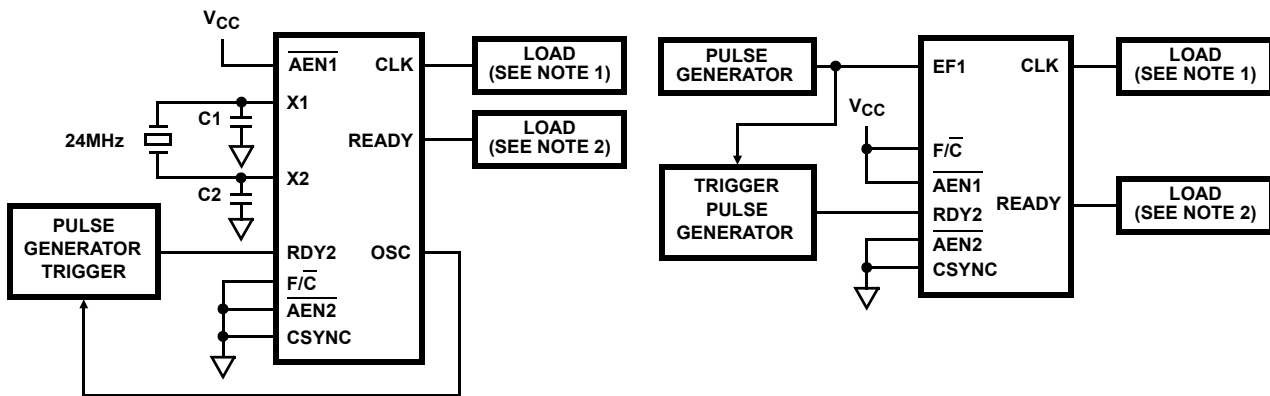 VCC
AEN1
CLK
LOAD
(SEE NOTE 1)
X1
C1
24MHz
READY
LOAD
(SEE NOTE 2)
X2
C2
PULSE
GENERATOR
TRIGGER
RDY2
OSC
F/C
AEN2
CSYNC
PULSE
GENERATOR
EF1
CLK
LOAD
(SEE NOTE 1)
VCC
F/C
TRIGGER
PULSE
GENERATOR
AEN1
RDY2
READY
LOAD
(SEE NOTE 2)
AEN2
CSYNC